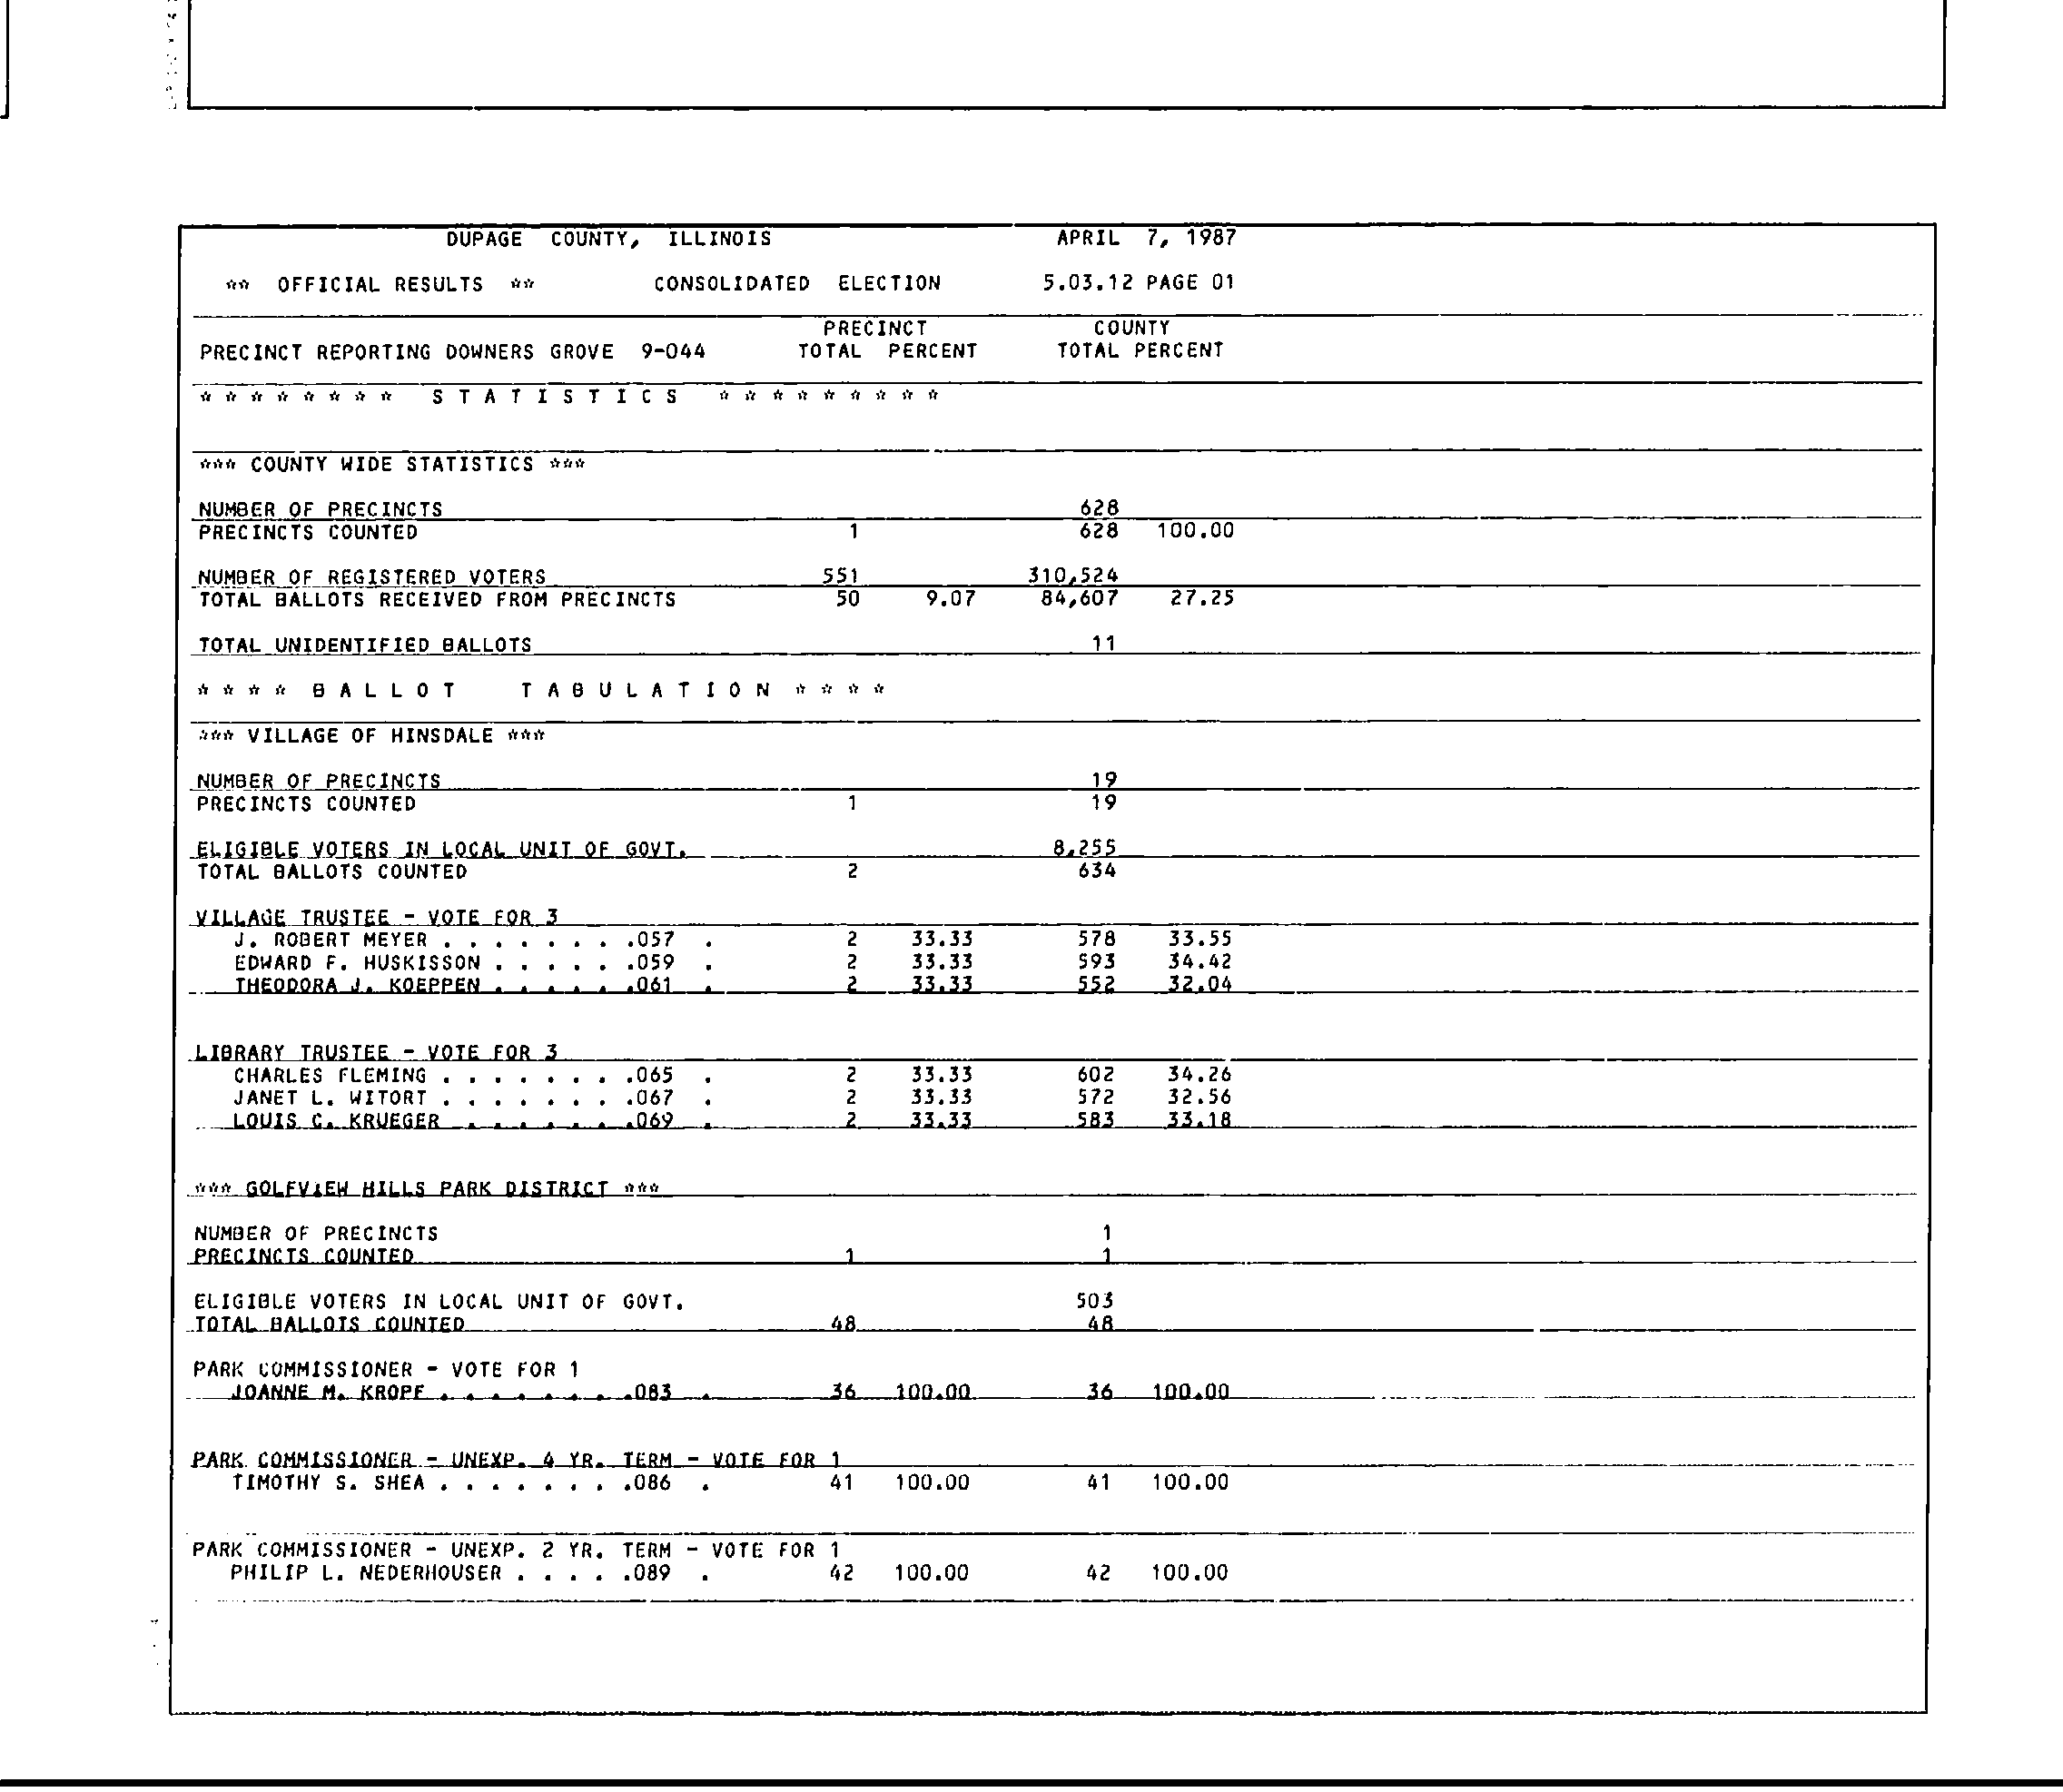 DUPAGE COUNTY, ILLINOIS APRIL 7, 1987
** OFFICIAL RESULTS ** CONSOLIDATED ELECTION 5.03.12 PAGE 01
PRECINCT COUNTY
PRECINCT REPORTING DOWNERS GROVE 9-044 TOTAL PERCENT TOTAL PERCENT
* * * * * * * * S T A T I S T I C S * * * * * * * * *
*** COUNTY WIDE STATISTICS ***
NUMBER OF PRECINCTS 628
PRECINCTS COUNTED 1 628 100.00
NUMBER OF REGISTERED VOTERS 551 310,524
TOTAL BALLOTS RECEIVED FROM PRECINCTS 50 9.07 84,607 27.25
TOTAL UNIDENTIFIED BALLOTS 11
* * * * B A L L O T T A B U L A T I O N * * * *
*** VILLAGE OF HINSDALE ***
NUMBER OF PRECINCTS 19
PRECINCTS COUNTED 1 19
ELIGIBLE VOTERS IN LOCAL UNIT OF GOVT. 8,255
TOTAL BALLOTS COUNTED 2 634
VILLAGE TRUSTEE - VOTE FOR 3
J. ROBERT MEYER . . . . . . . .057 . 2 33.33 578 33.55
EDWARD F. HUSKISSON . . . . . .059 . 2 33.33 593 34.42
THEODORA J. KOEPPEN . . . . . .061 . 2 33.33 552 32.04
LIBRARY TRUSTEE - VOTE FOR 3
CHARLES FLEMING . . . . . . . .065 . 2 33.33 602 34.26
JANET L. WITORT . . . . . . . .067 . 2 33.33 572 32.56
LOUIS C. KRUEGER . . . . . . .069 . 2 33.33 583 33.18
*** GOLFVIEW HILLS PARK DISTRICT ***
NUMBER OF PRECINCTS 1
PRECINCTS COUNTED 1 1
ELIGIBLE VOTERS IN LOCAL UNIT OF GOVT. 503
TOTAL BALLOTS COUNTED 48 48
PARK COMMISSIONER - VOTE FOR 1
JOANNE M. KROPF . . . . . . . .083 . 36 100.00 36 100.00
PARK COMMISSIONER - UNEXP. 4 YR. TERM - VOTE FOR 1
TIMOTHY S. SHEA . . . . . . . .086 . 41 100.00 41 100.00
PARK COMMISSIONER - UNEXP. 2 YR. TERM - VOTE FOR 1
PHILIP L. NEDERHOUSER . . . . .089 . 42 100.00 42 100.00